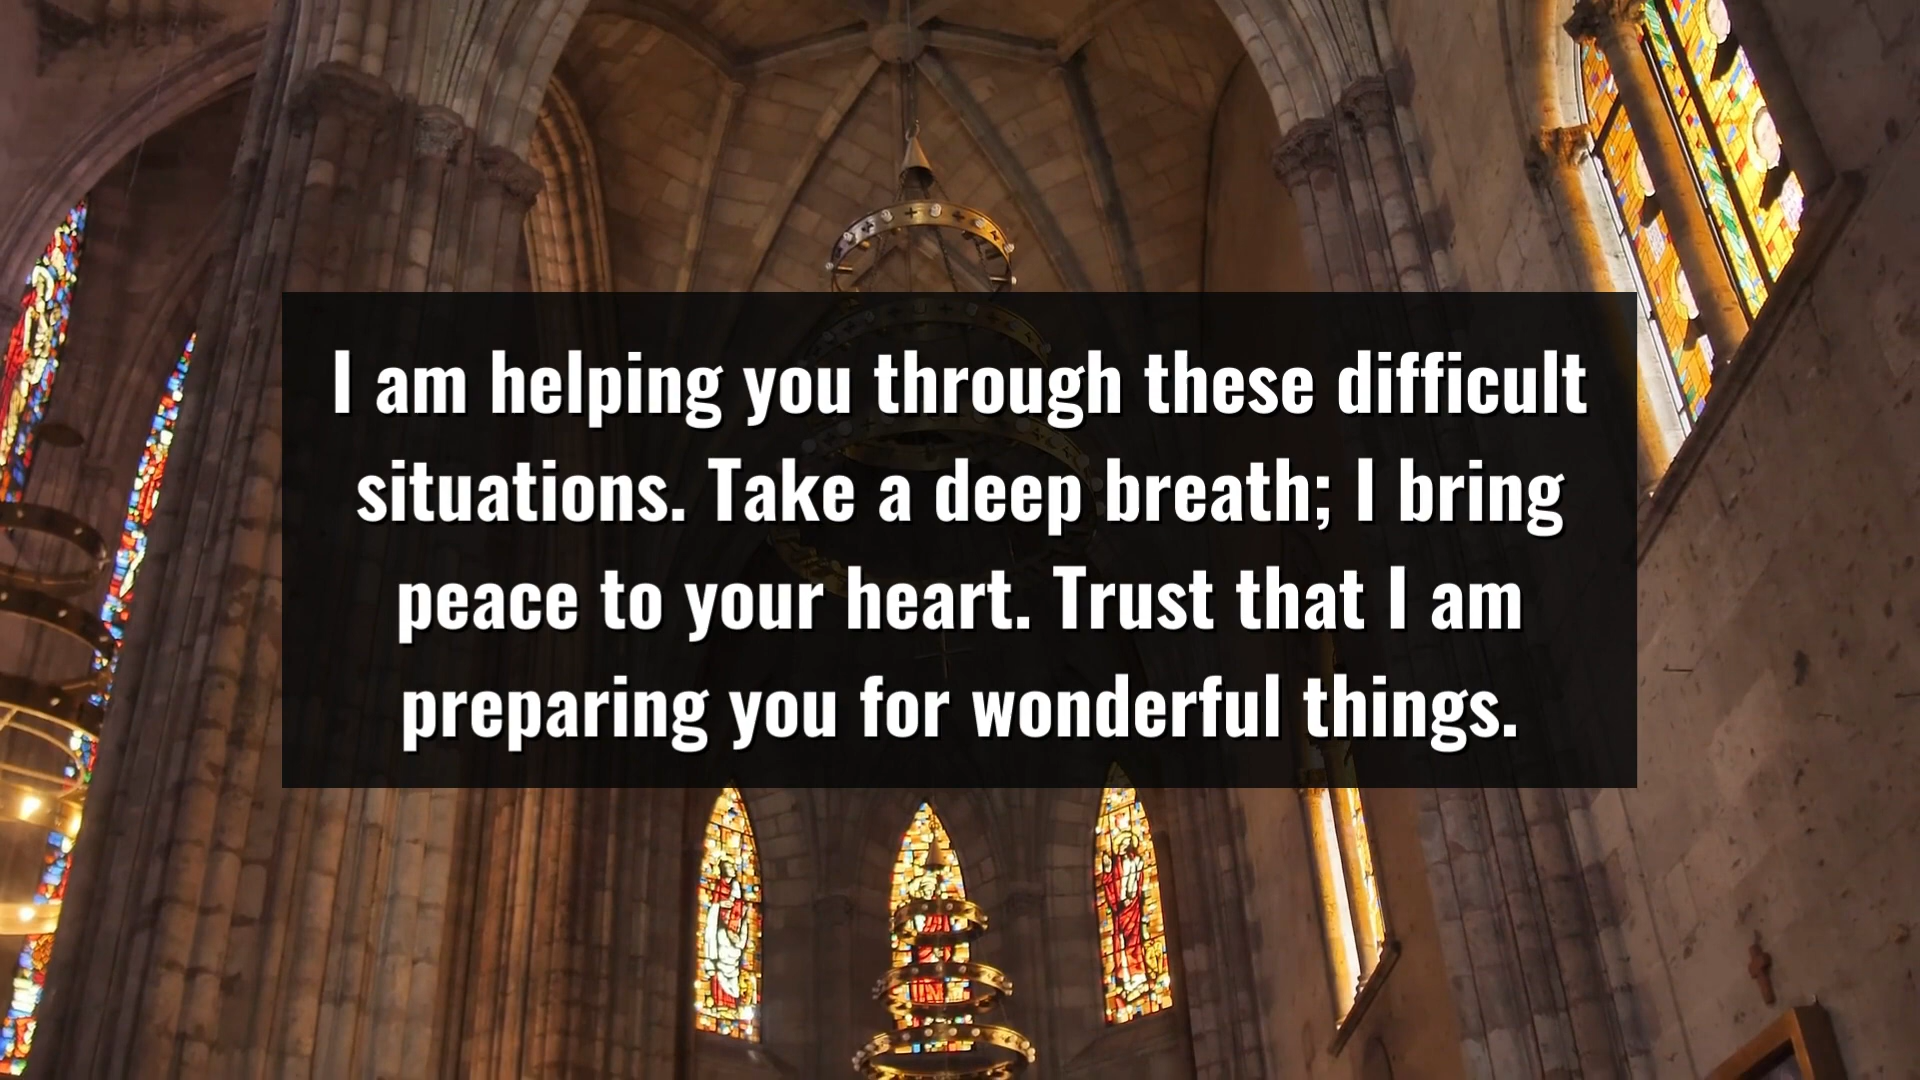 I am helping you through these difficult
situations. Take a deep breath; I bring
peace to your heart. Trust that I am
preparing you for wonderful things.